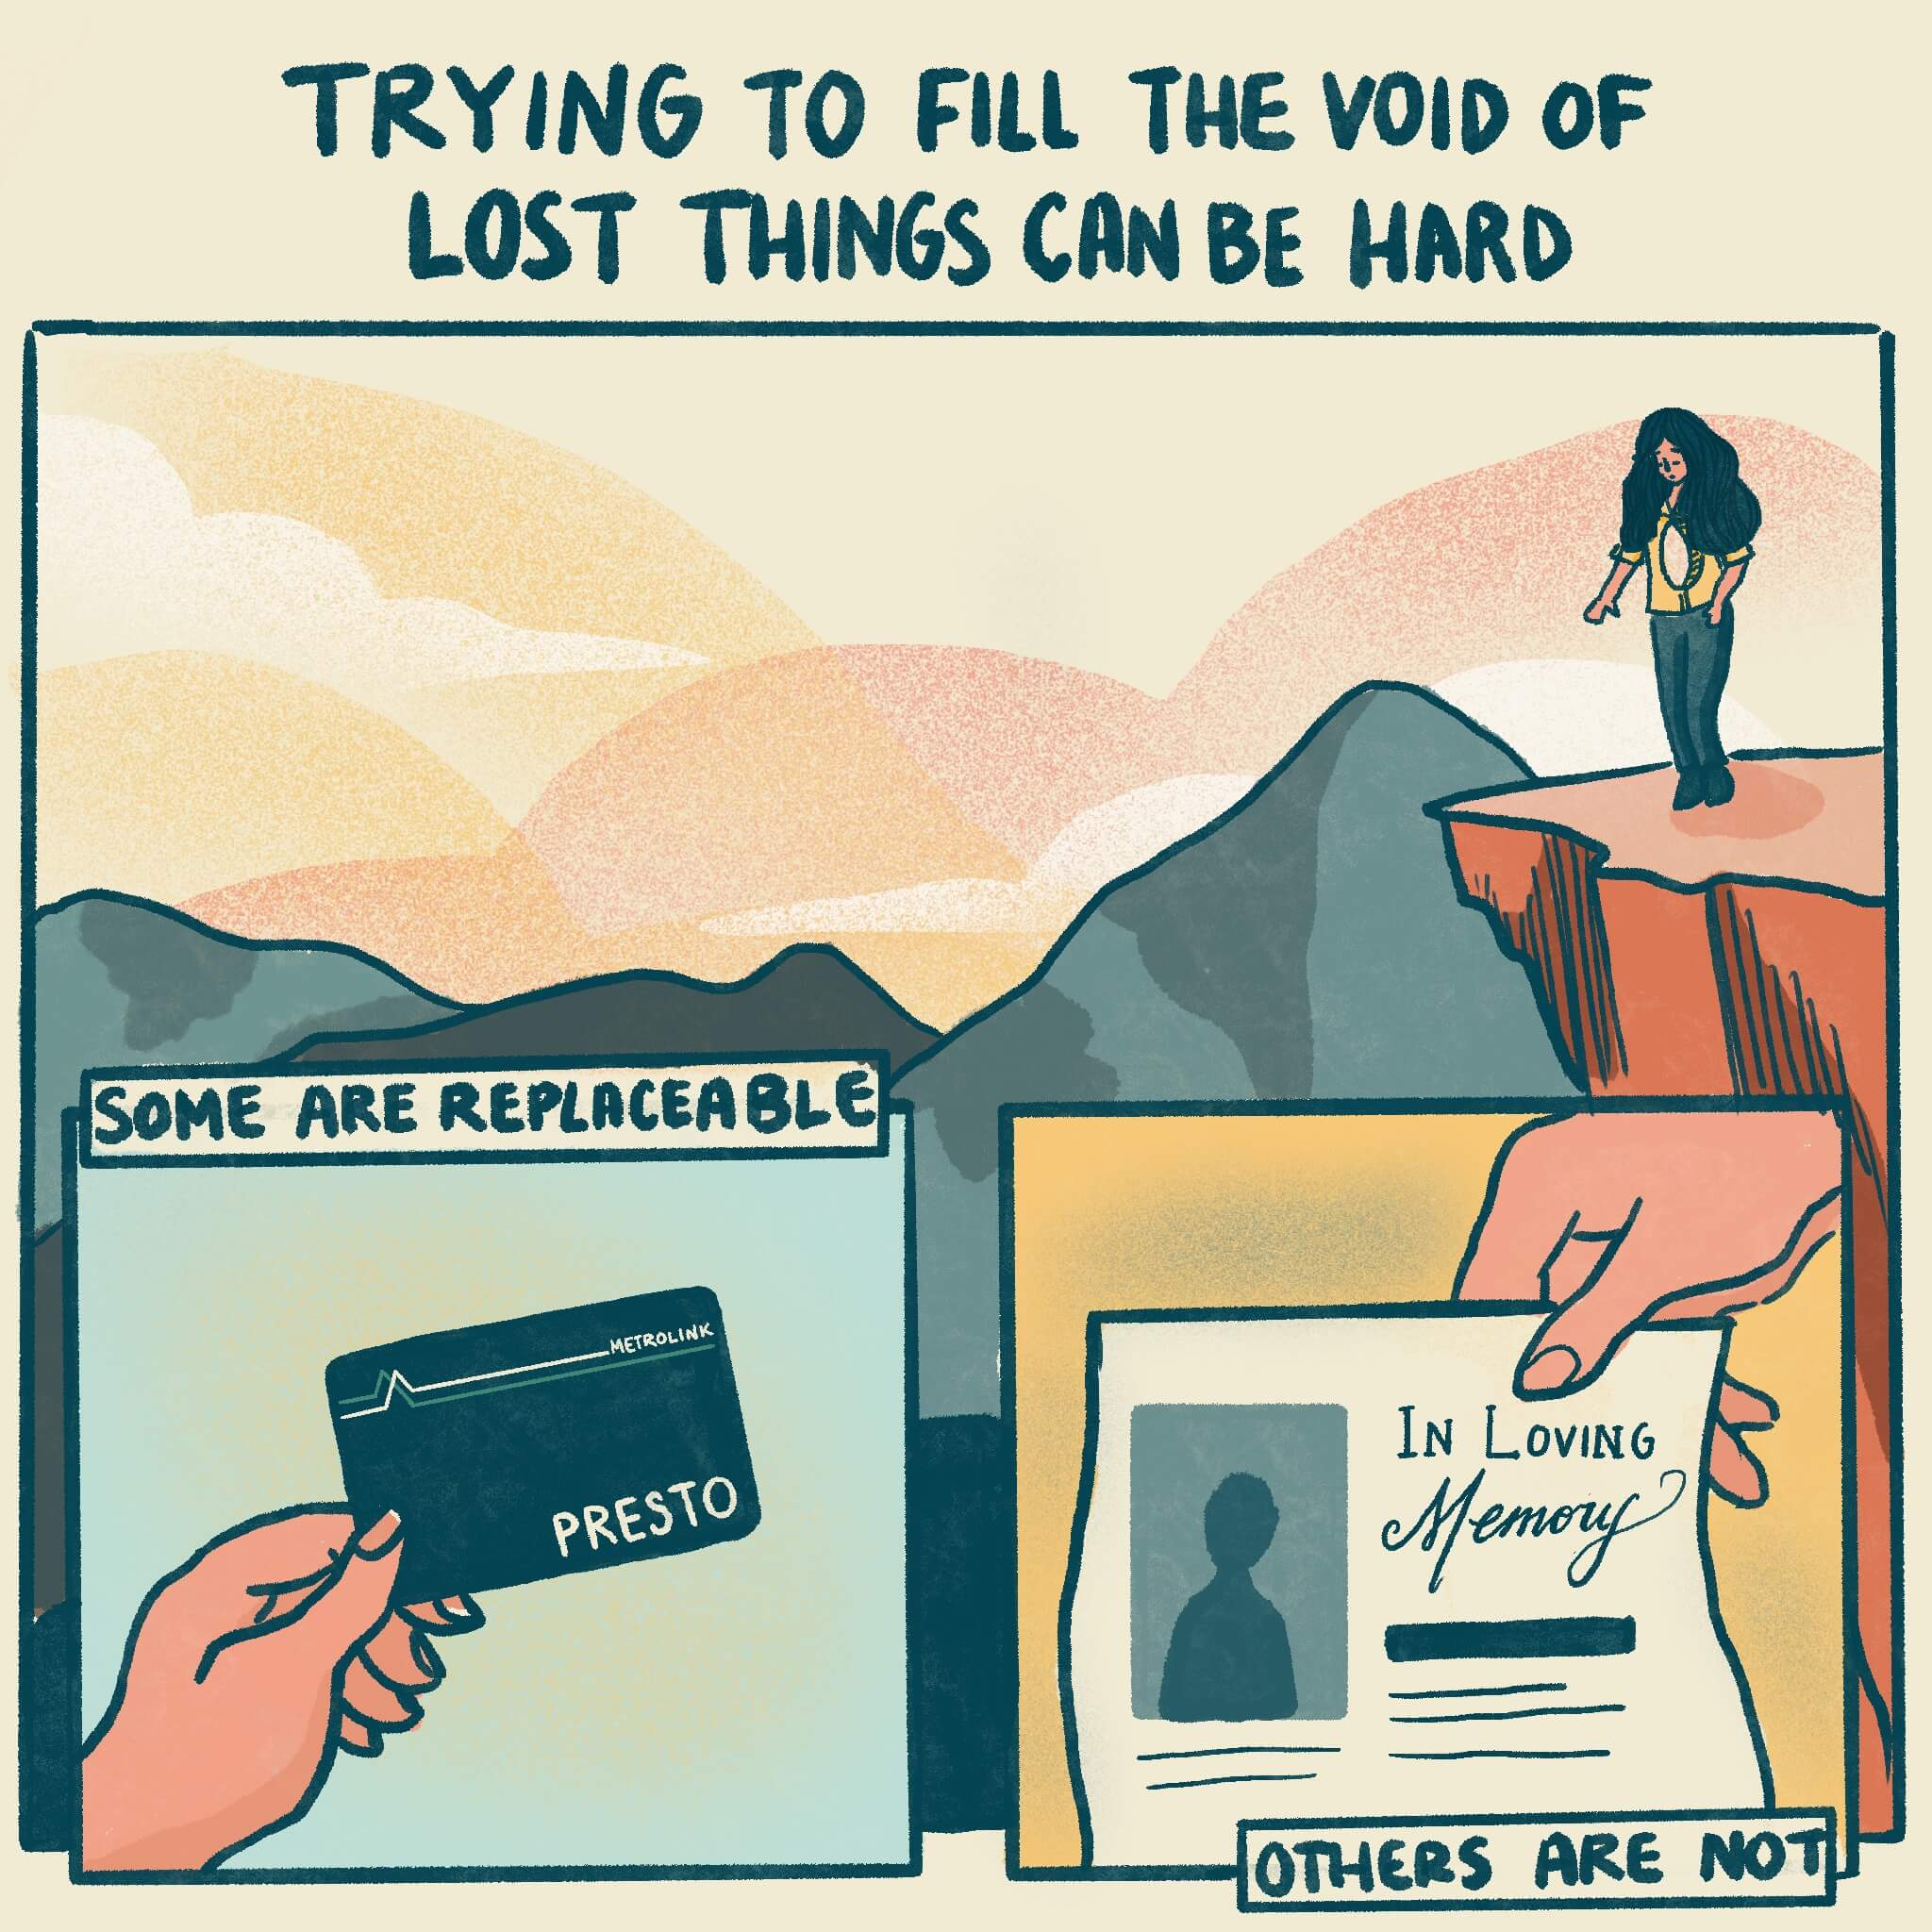 TRYING TO FILL THE VOID OF
LOST THINGS CAN BE HARD
SOME ARE REPLACEABLE
METROLINK
PRESTO
IN LOVING
Memory
OTHERS ARE NOT